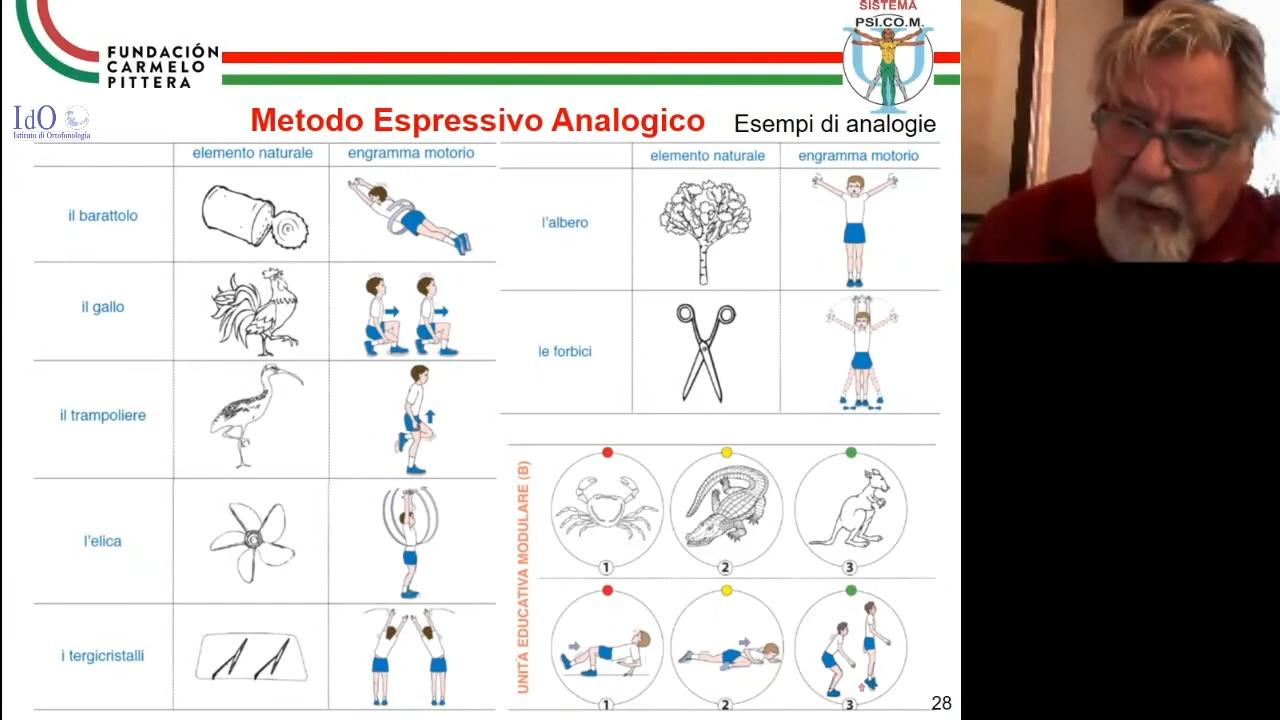 SISTEMA
PSI.CO.M.
FUNDACIÓN
CARMELO
PITTERA
IdO
Istituto di Ortofonologia
Metodo Espressivo Analogico
Esempi di analogie
elemento naturale
engramma motorio
il barattolo
il gallo
il trampoliere
l'elica
i tergicristalli
elemento naturale
engramma motorio
l'albero
le forbici
UNITÀ EDUCATIVA MODULARE (B)
1
2
3
1
2
3
28